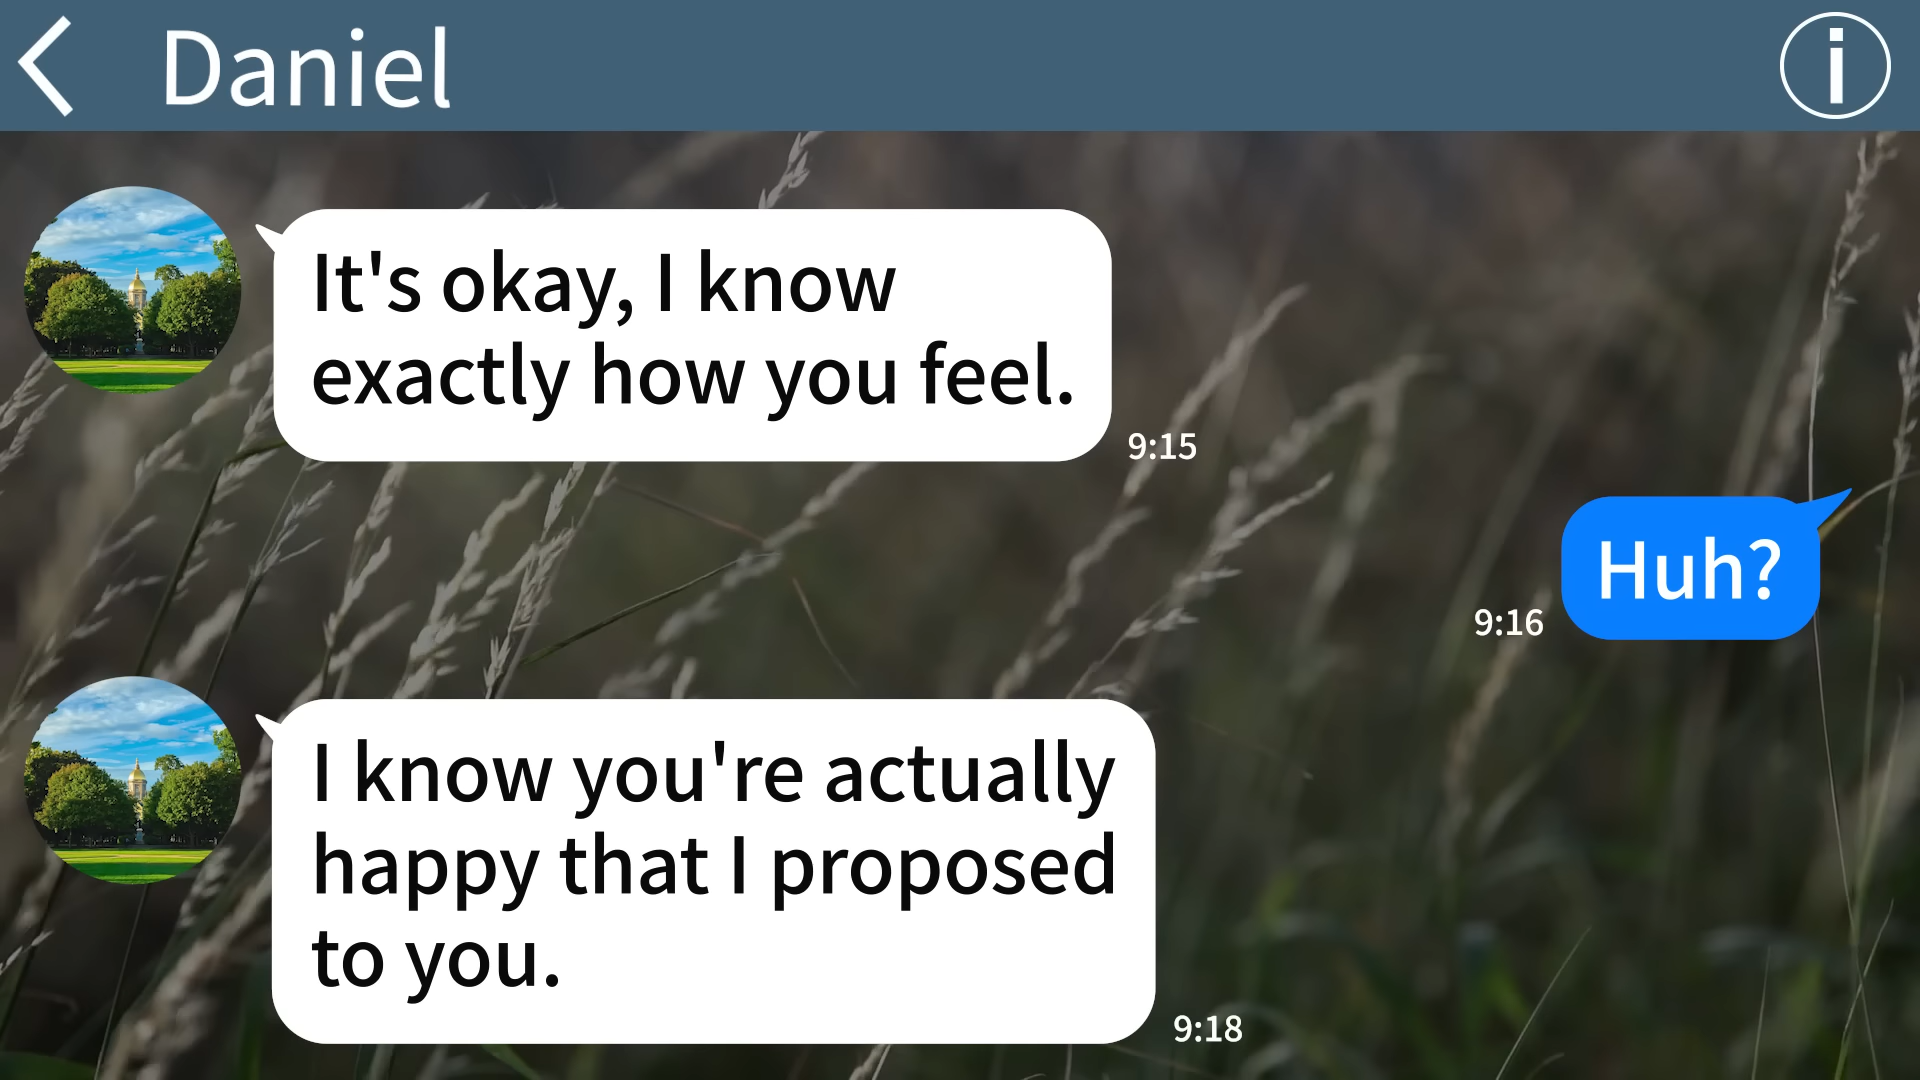 Daniel
i
It's okay, I know
exactly how you feel.
9:15
Huh?
9:16
I know you're actually
happy that I proposed
to you.
9:18